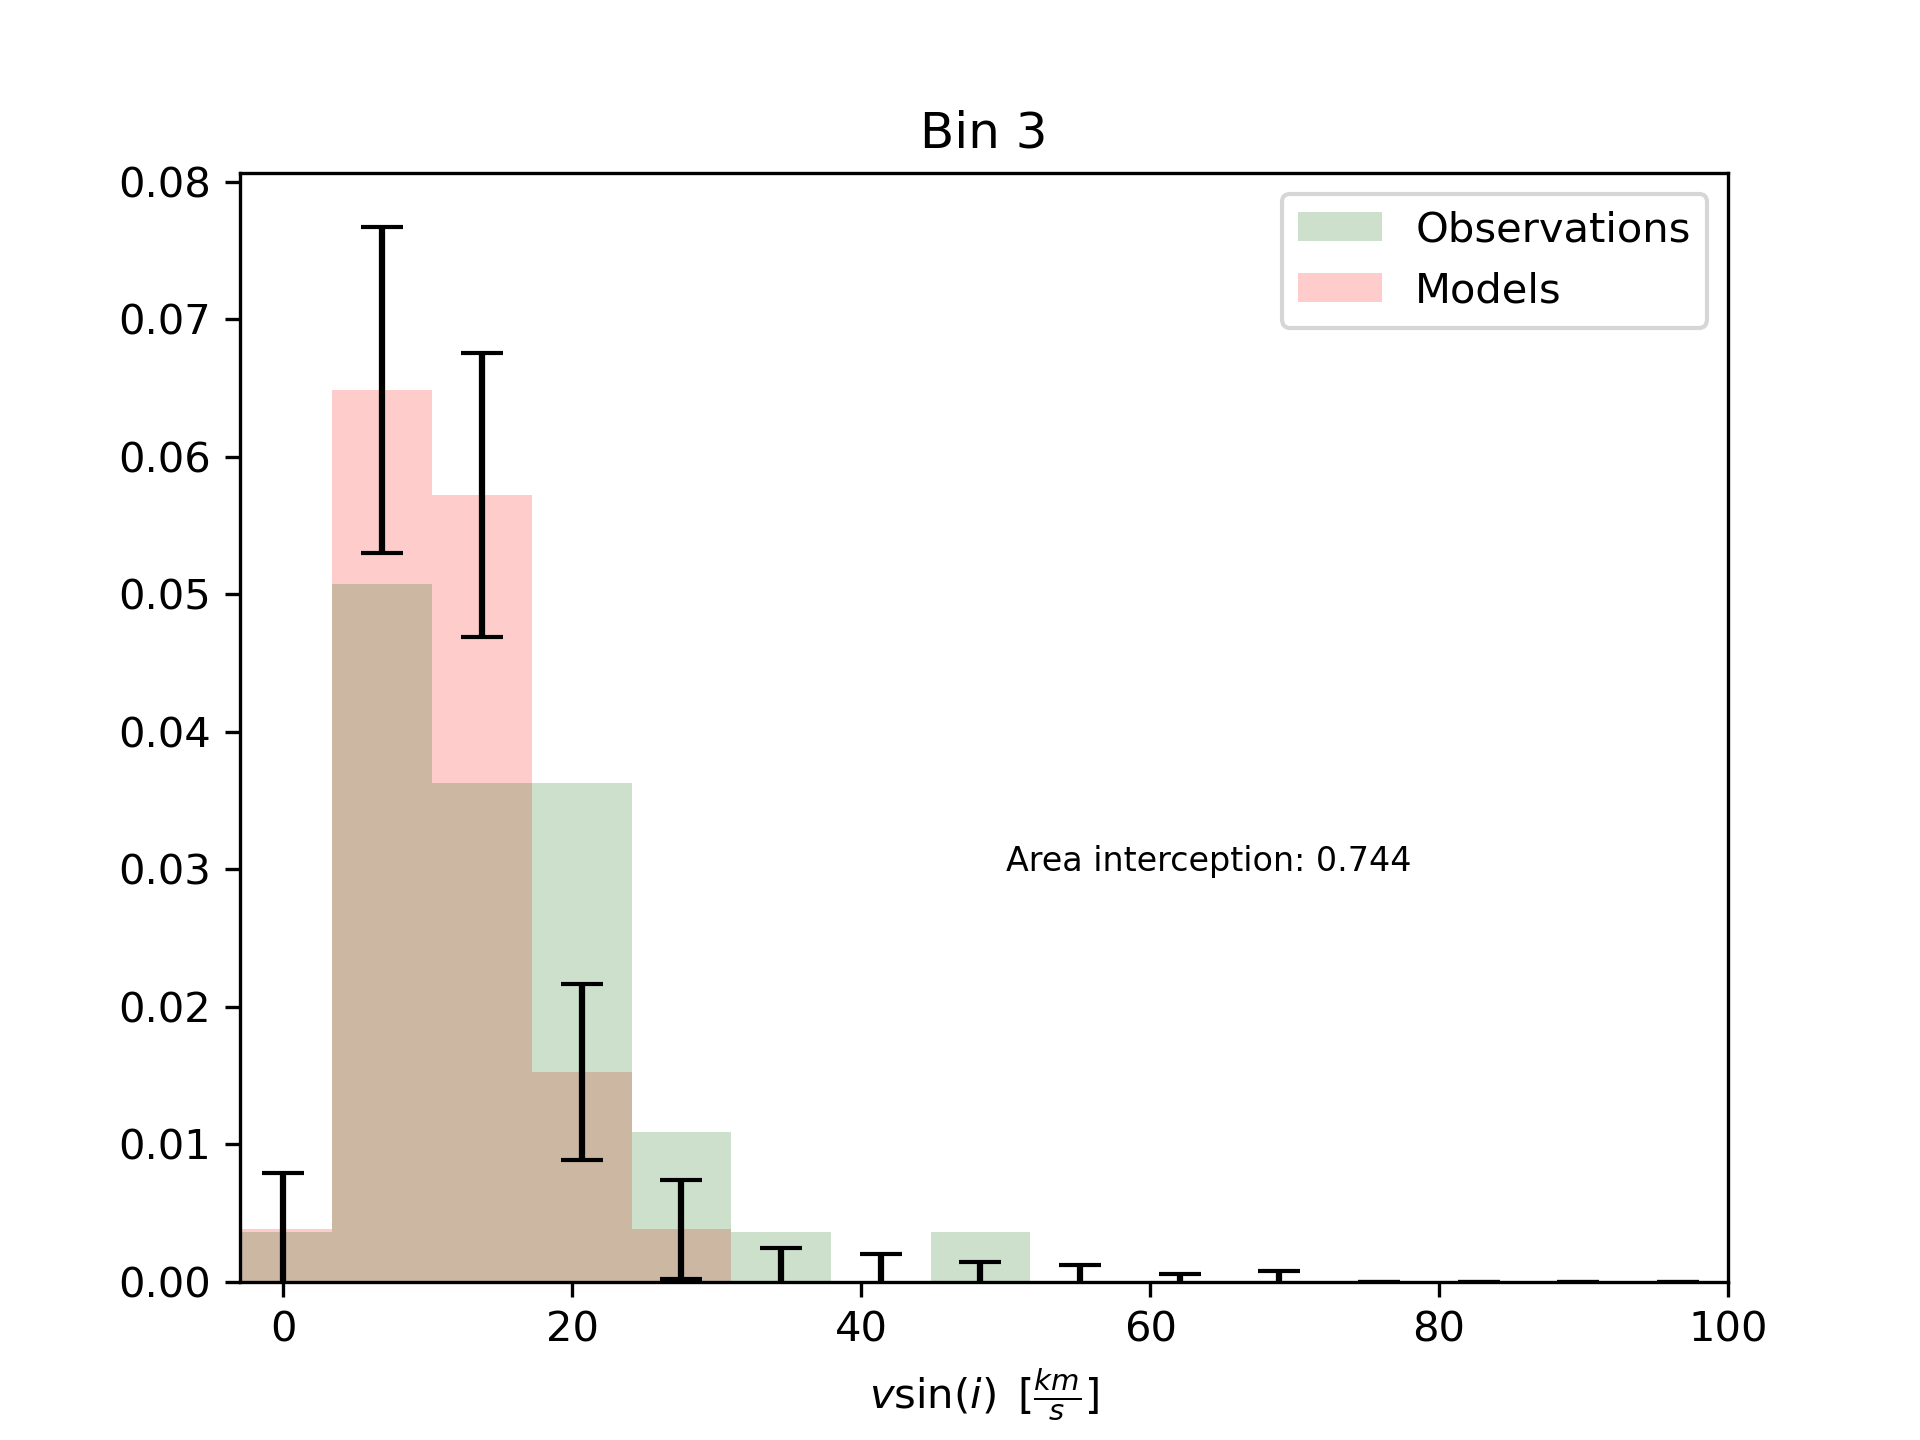 Bin 3
0.08
0.07
0.06
0.05
0.04
0.03
0.02
0.01
0.00
Observations
Models
Area interception: 0.744
0 20 40 60 80 100
vsin(i) [km/s]